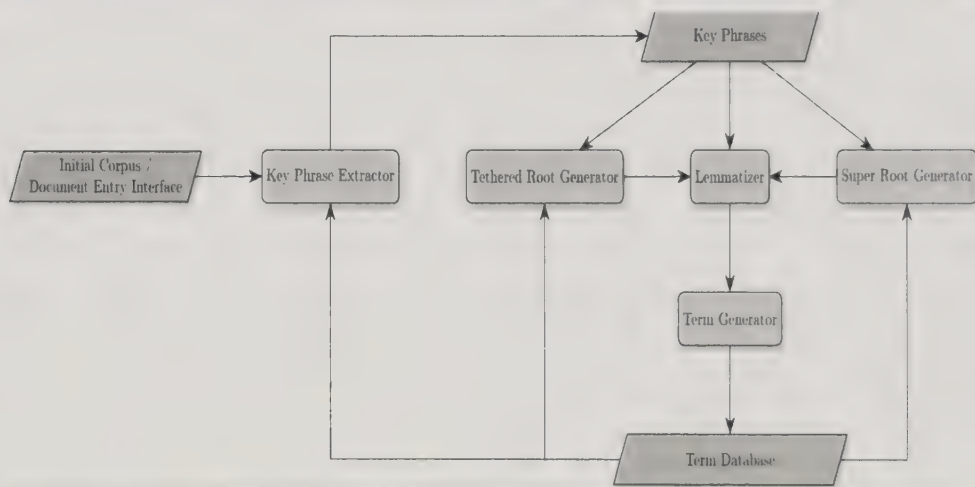 Key Phrases
Initial Corpus /
Document Entry Interface
Key Phrase Extractor
Tethered Root Generator
Lemmatizer
Super Root Generator
Term Generator
Term Database